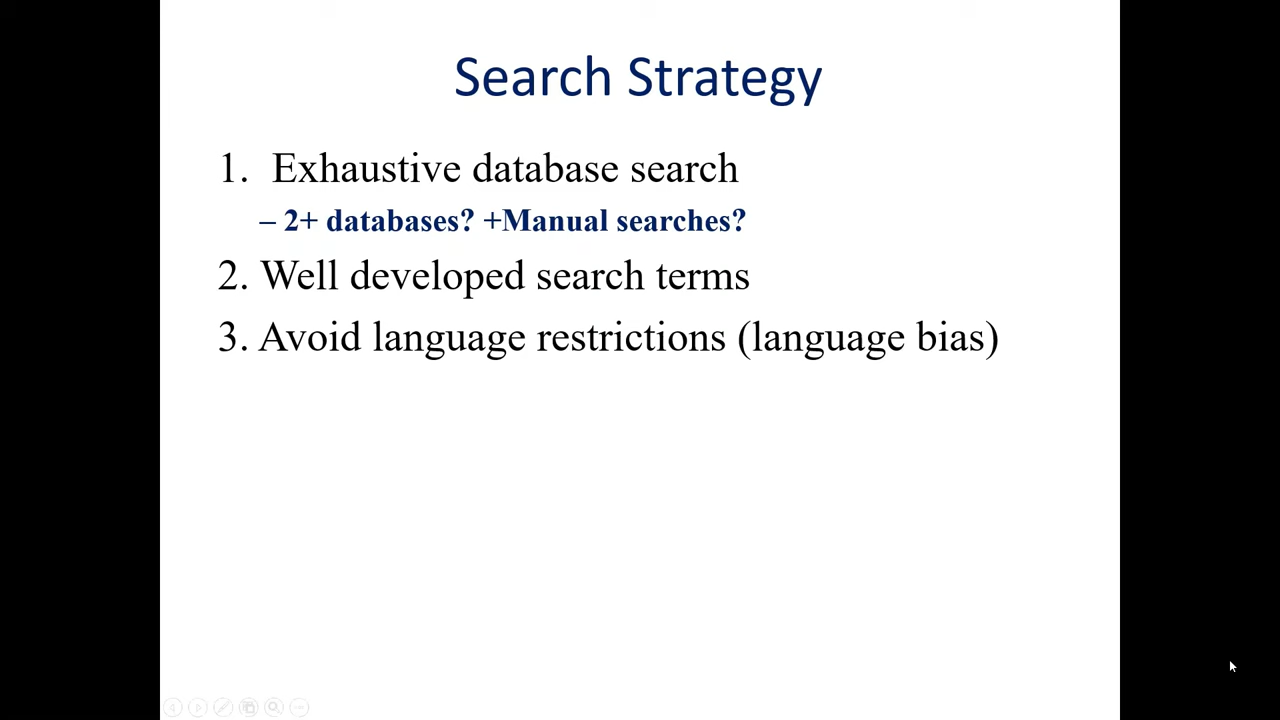 Search Strategy
1. Exhaustive database search
– 2+ databases? +Manual searches?
2. Well developed search terms
3. Avoid language restrictions (language bias)